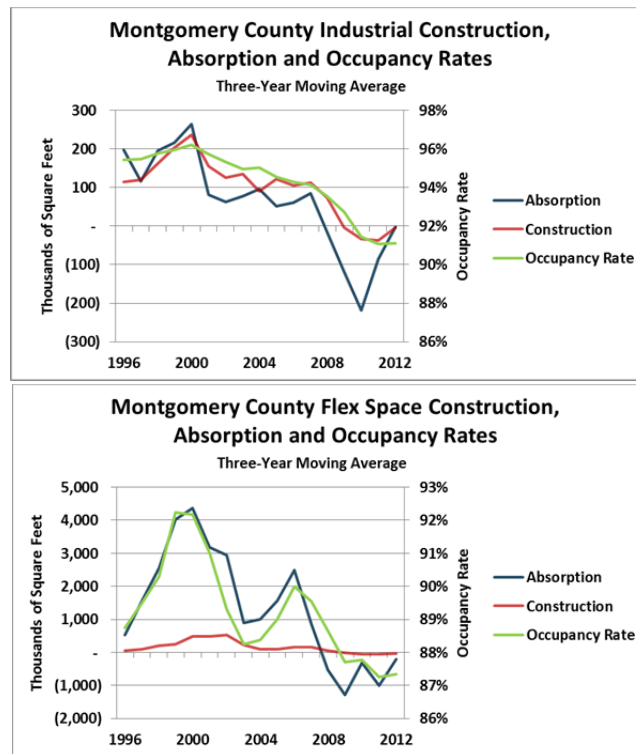 Montgomery County Industrial Construction,
Absorption and Occupancy Rates
Three-Year Moving Average
300
200
100
-
(100)
(200)
(300)
Thousands of Square Feet
98%
96%
94%
92%
90%
88%
86%
Occupancy Rate
Absorption
Construction
Occupancy Rate
1996 2000 2004 2008 2012
Montgomery County Flex Space Construction,
Absorption and Occupancy Rates
Three-Year Moving Average
5,000
4,000
3,000
2,000
1,000
-
(1,000)
(2,000)
Thousands of Square Feet
93%
92%
91%
90%
89%
88%
87%
86%
Occupancy Rate
Absorption
Construction
Occupancy Rate
1996 2000 2004 2008 2012